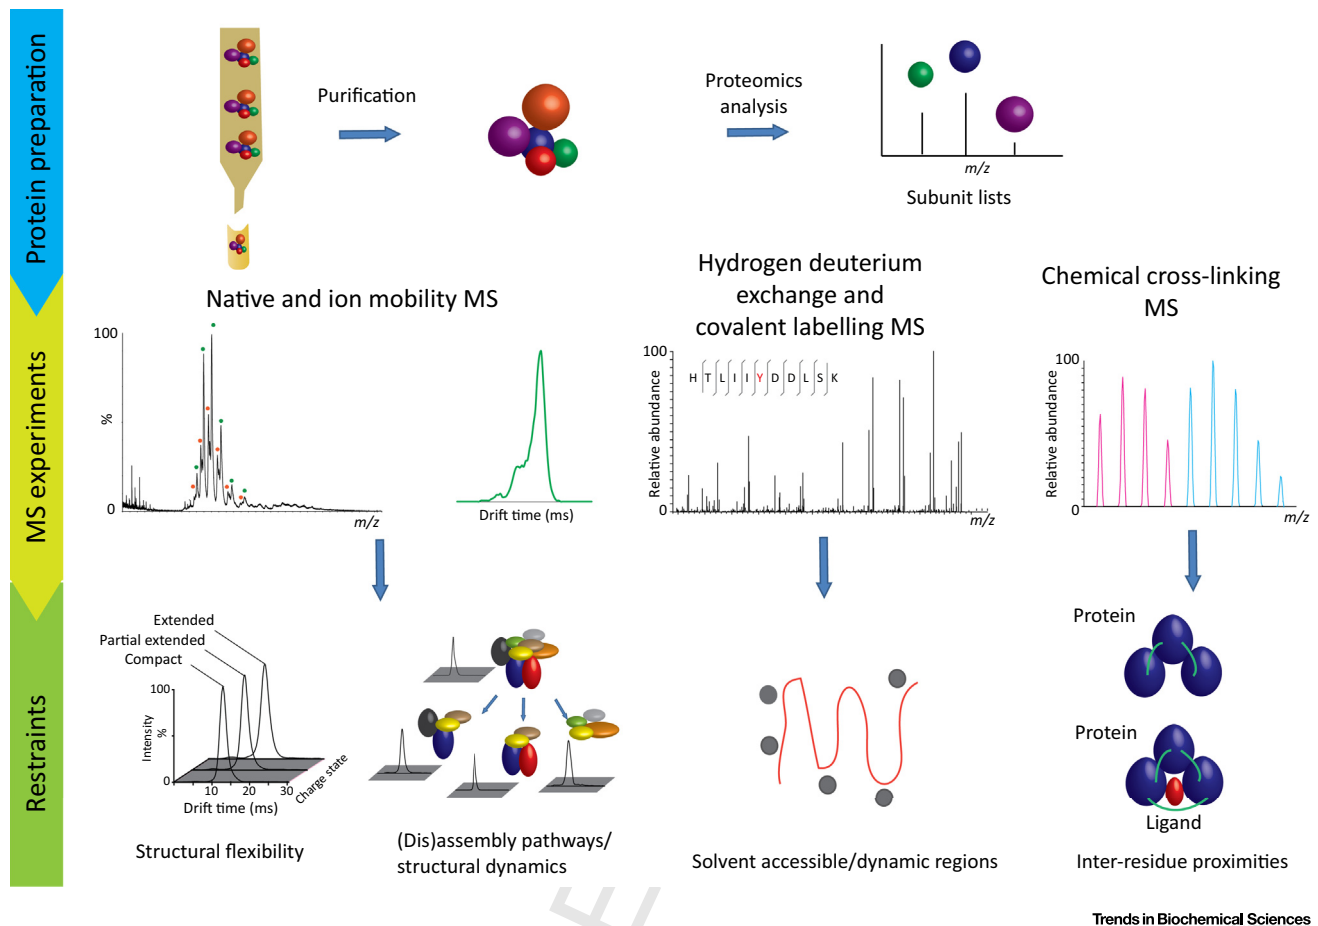 Protein preparation
Purification
Proteomics
analysis
m/z
Subunit lists
MS experiments
Native and ion mobility MS
100
%
0
m/z
Drift time (ms)
Hydrogen deuterium
exchange and
covalent labelling MS
100
Relative abundance
0
H T L I I Y D D L S K
m/z
Chemical cross-linking
MS
100
Relative abundance
0
m/z
Restraints
Extended
Partial extended
Compact
100
Intensity
%
0
0 10 20 30
Drift time (ms)
Charge state
Structural flexibility
(Dis)assembly pathways/
structural dynamics
Solvent accessible/dynamic regions
Protein
Protein
Ligand
Inter-residue proximities
Trends in Biochemical Sciences